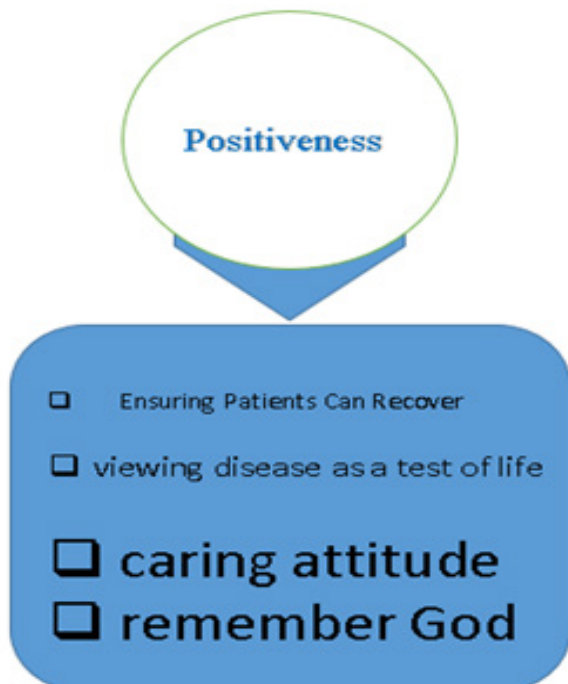 Positiveness
❑ Ensuring Patients Can Recover
❑ viewing disease as a test of life
❑ caring attitude
❑ remember God